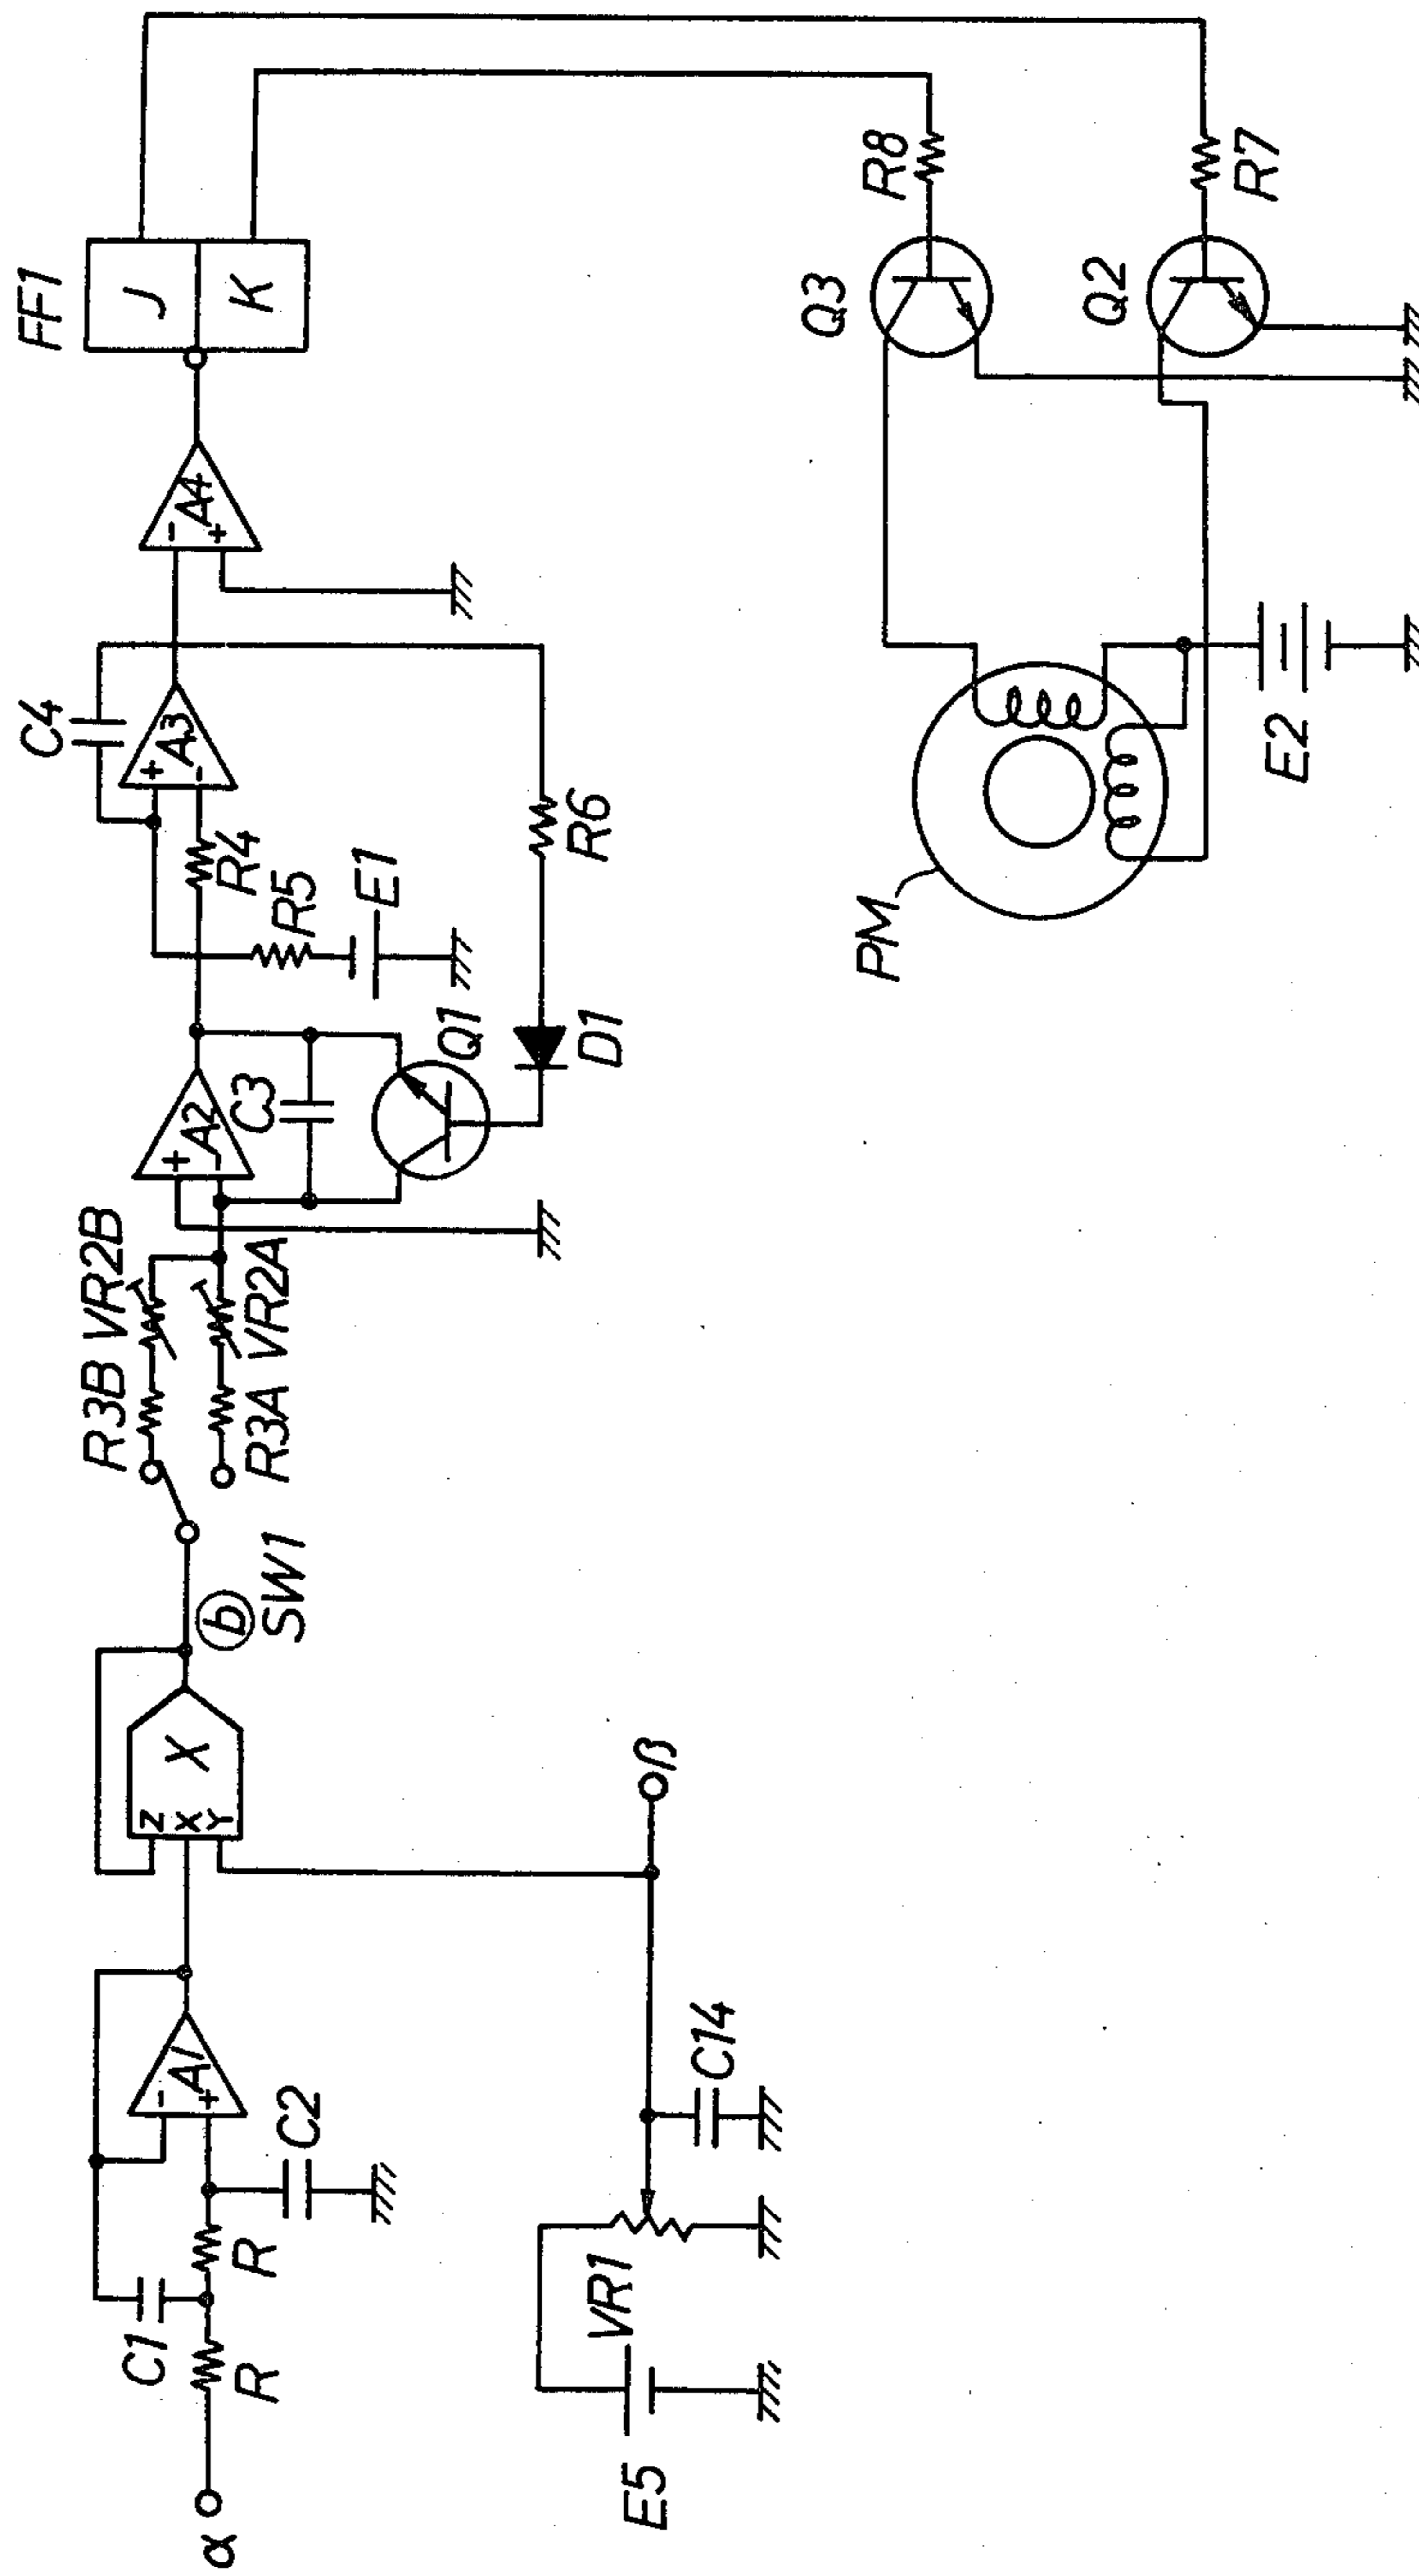 α
R
C1
R
C2
A1
-
+
E5
VR1
C14
β
Z
X
Y
X
b
SW1
R3B VR2B
R3A VR2A
+
-
A2
C3
Q1
D1
R6
R5
E1
R4
C4
+
-
A3
-
+
A4
FF1
J
K
PM
E2
Q3
R8
Q2
R7